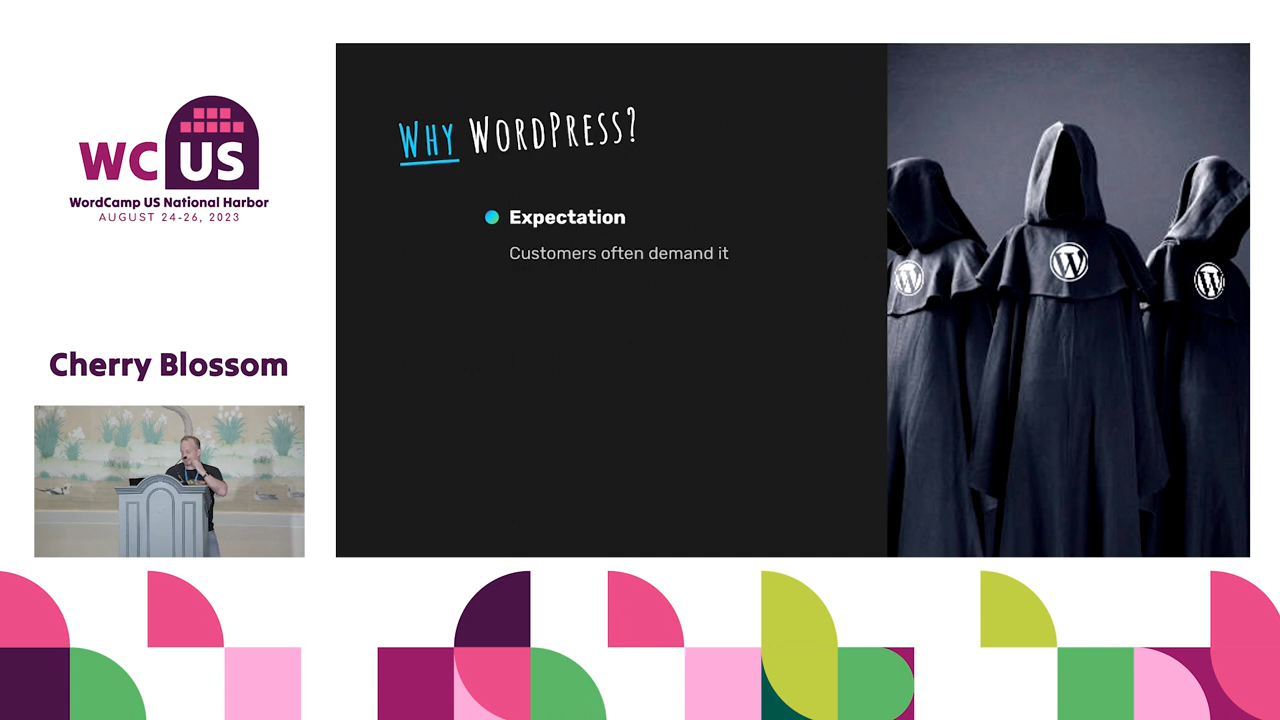 WC US
WordCamp US National Harbor
AUGUST 24-26, 2023
Cherry Blossom
Why WordPress?
Expectation
Customers often demand it